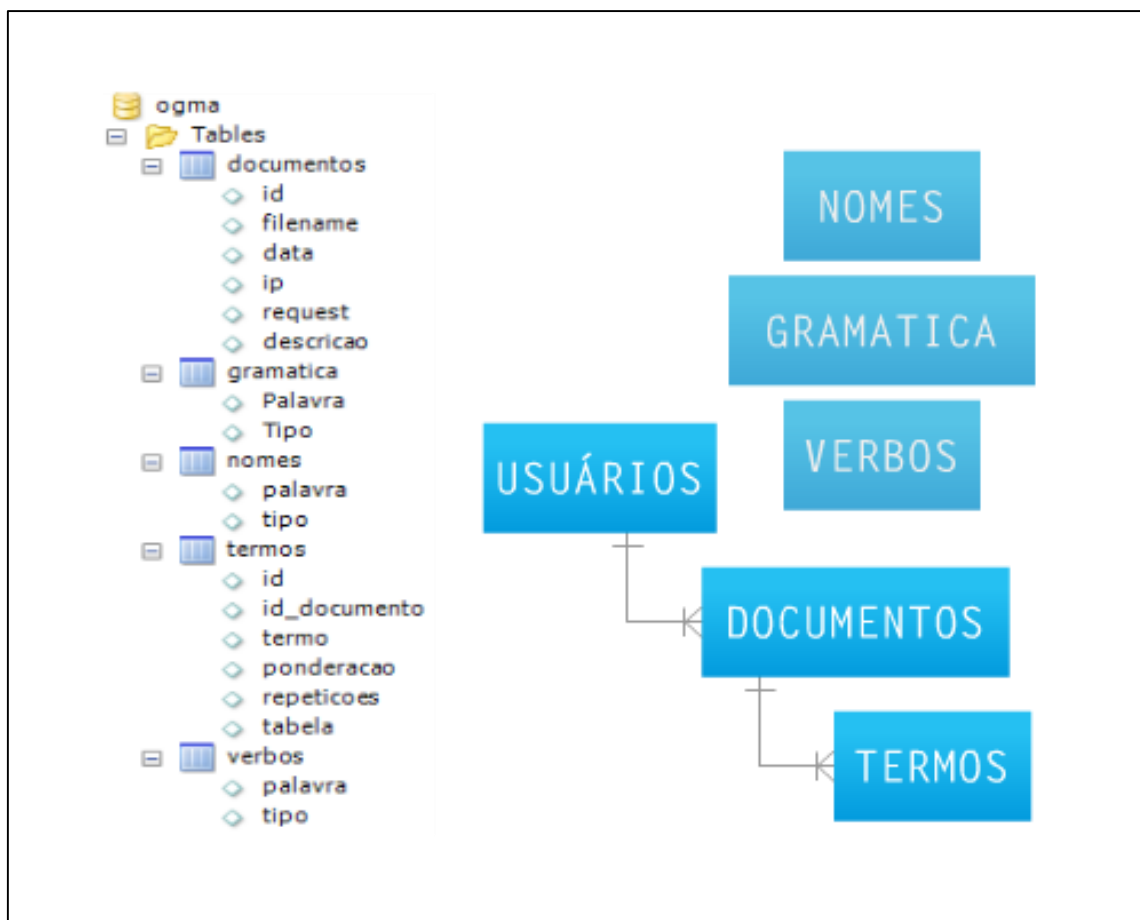 ogma
Tables
documentos
id
filename
data
ip
request
descricao
gramatica
Palavra
Tipo
nomes
palavra
tipo
termos
id
id_documento
termo
ponderacao
repeticoes
tabela
verbos
palavra
tipo
NOMES
GRAMATICA
VERBOS
USUÁRIOS
DOCUMENTOS
TERMOS